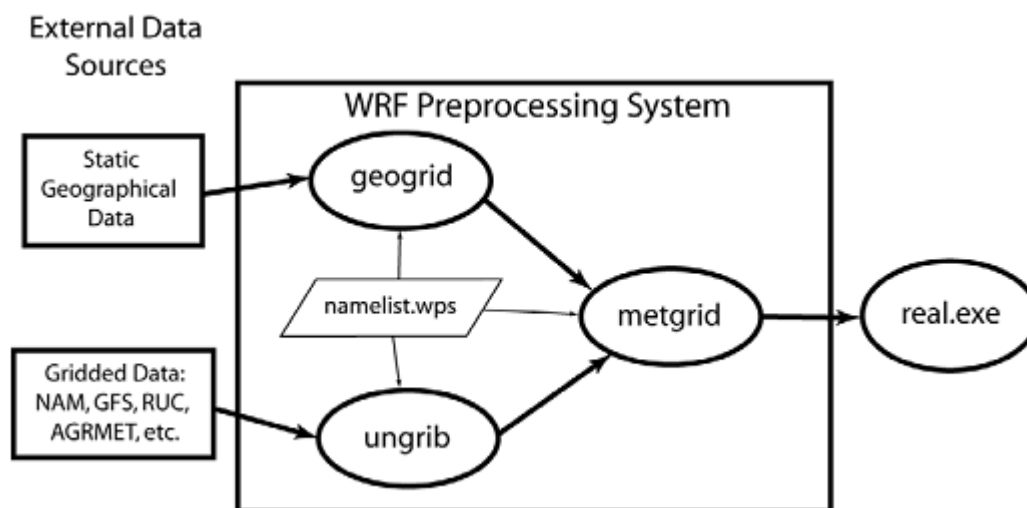 External Data
Sources
WRF Preprocessing System
Static
Geographical
Data
geogrid
namelist.wps
metgrid
real.exe
Gridded Data:
NAM, GFS, RUC,
AGRMET, etc.
ungrib